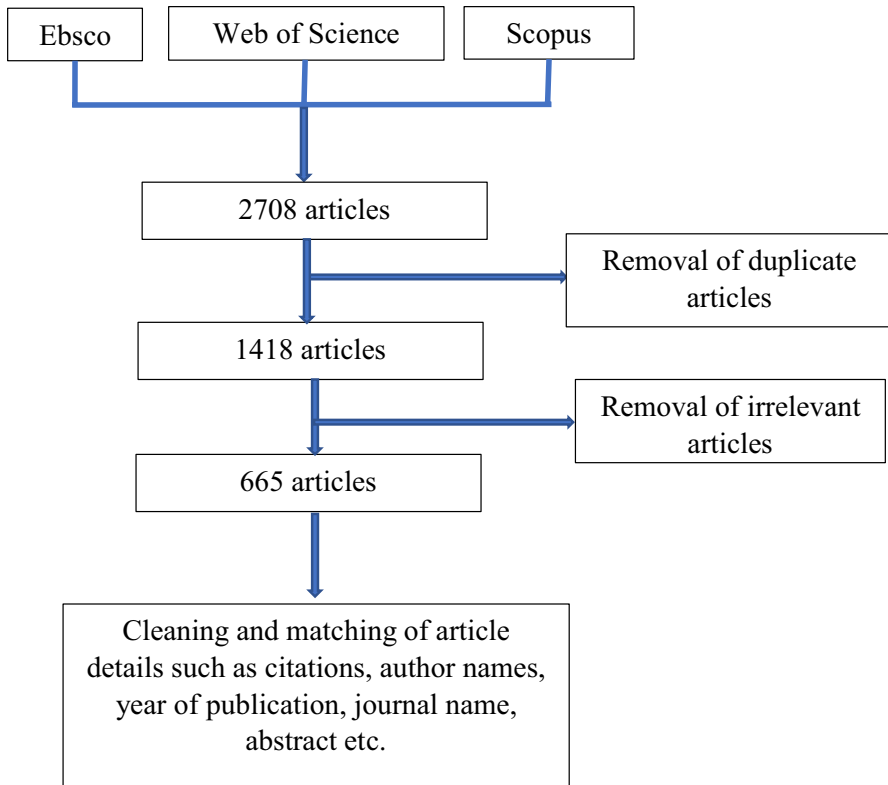 Ebsco
Web of Science
Scopus
2708 articles
Removal of duplicate
articles
1418 articles
Removal of irrelevant
articles
665 articles
Cleaning and matching of article
details such as citations, author names,
year of publication, journal name,
abstract etc.